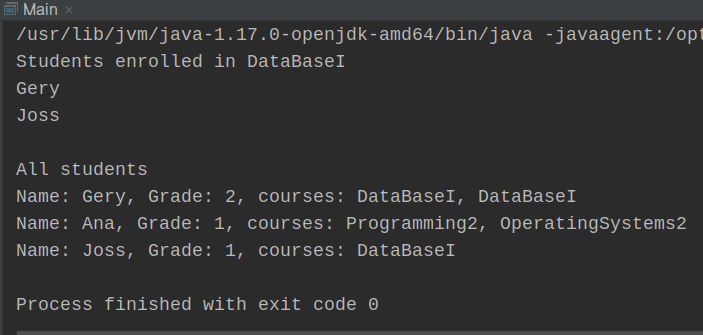 Main
/usr/lib/jvm/java-1.17.0-openjdk-amd64/bin/java -javaagent:/opt
Students enrolled in DataBaseI
Gery
Joss
All students
Name: Gery, Grade: 2, courses: DataBaseI, DataBaseI
Name: Ana, Grade: 1, courses: Programming2, OperatingSystems2
Name: Joss, Grade: 1, courses: DataBaseI
Process finished with exit code 0